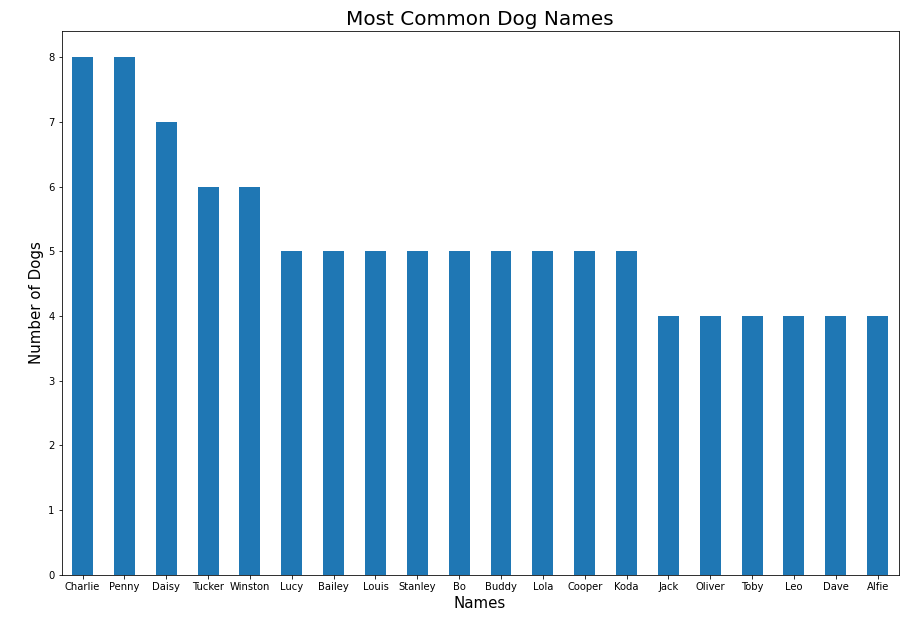 Most Common Dog Names
8
7
6
5
4
3
2
1
0
Number of Dogs
Charlie Penny Daisy Tucker Winston Lucy Bailey Louis Stanley Bo Buddy Lola Cooper Koda Jack Oliver Toby Leo Dave Alfie
Names